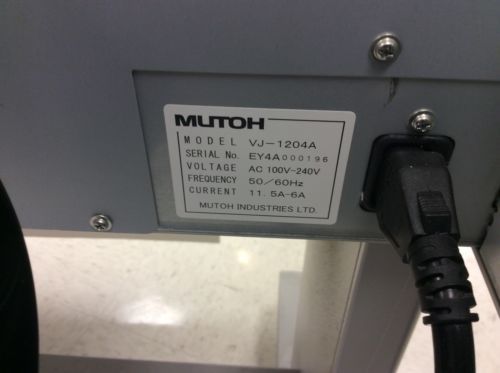 MUTOH
MODEL VJ-1204A
SERIAL No. EY4A000196
VOLTAGE AC 100V-240V
FREQUENCY 50/60Hz
CURRENT 11.5A-6A
MUTOH INDUSTRIES LTD.